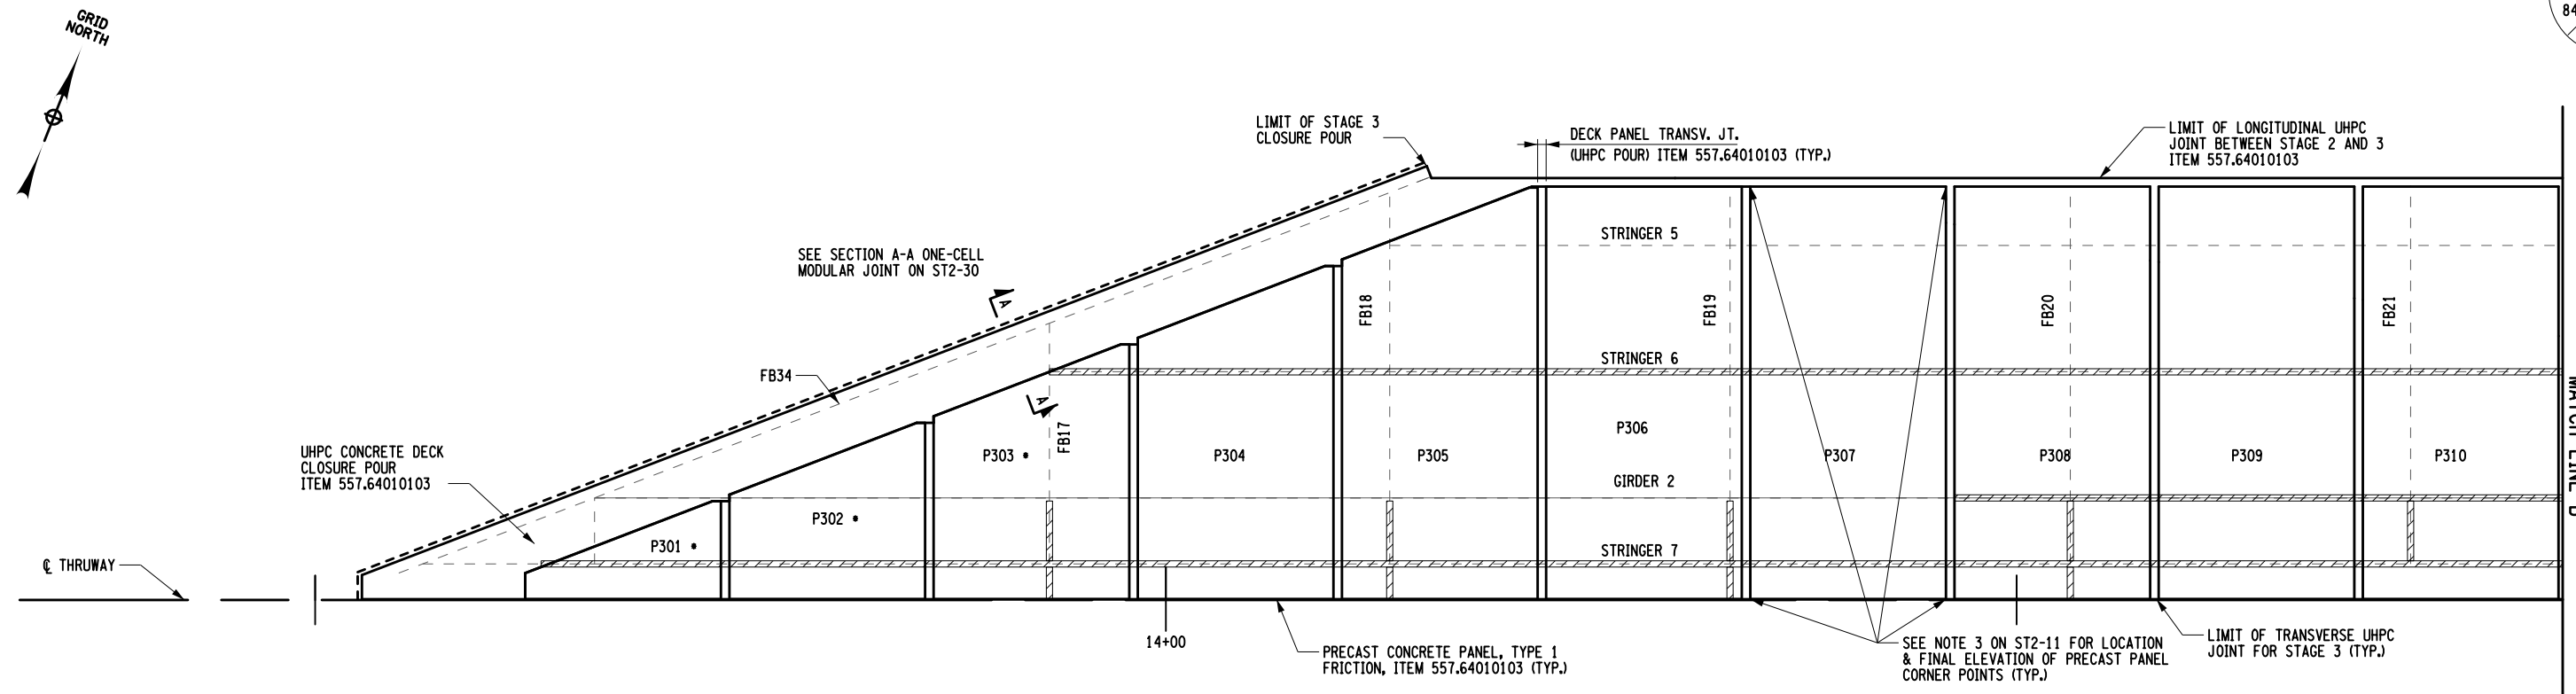 GRID
NORTH
84
LIMIT OF STAGE 3
CLOSURE POUR
DECK PANEL TRANSV. JT.
(UHPC POUR) ITEM 557.64010103 (TYP.)
LIMIT OF LONGITUDINAL UHPC
JOINT BETWEEN STAGE 2 AND 3
ITEM 557.64010103
SEE SECTION A-A ONE-CELL
MODULAR JOINT ON ST2-30
A
STRINGER 5
FB18
FB19
FB20
FB21
STRINGER 6
FB34
A
FB17
UHPC CONCRETE DECK
CLOSURE POUR
ITEM 557.64010103
P301 •
P302 •
P303 •
P304
P305
P306
P307
P308
P309
P310
GIRDER 2
STRINGER 7
℄ THRUWAY
14+00
PRECAST CONCRETE PANEL, TYPE 1
FRICTION, ITEM 557.64010103 (TYP.)
SEE NOTE 3 ON ST2-11 FOR LOCATION
& FINAL ELEVATION OF PRECAST PANEL
CORNER POINTS (TYP.)
LIMIT OF TRANSVERSE UHPC
JOINT FOR STAGE 3 (TYP.)
MATCH LINE